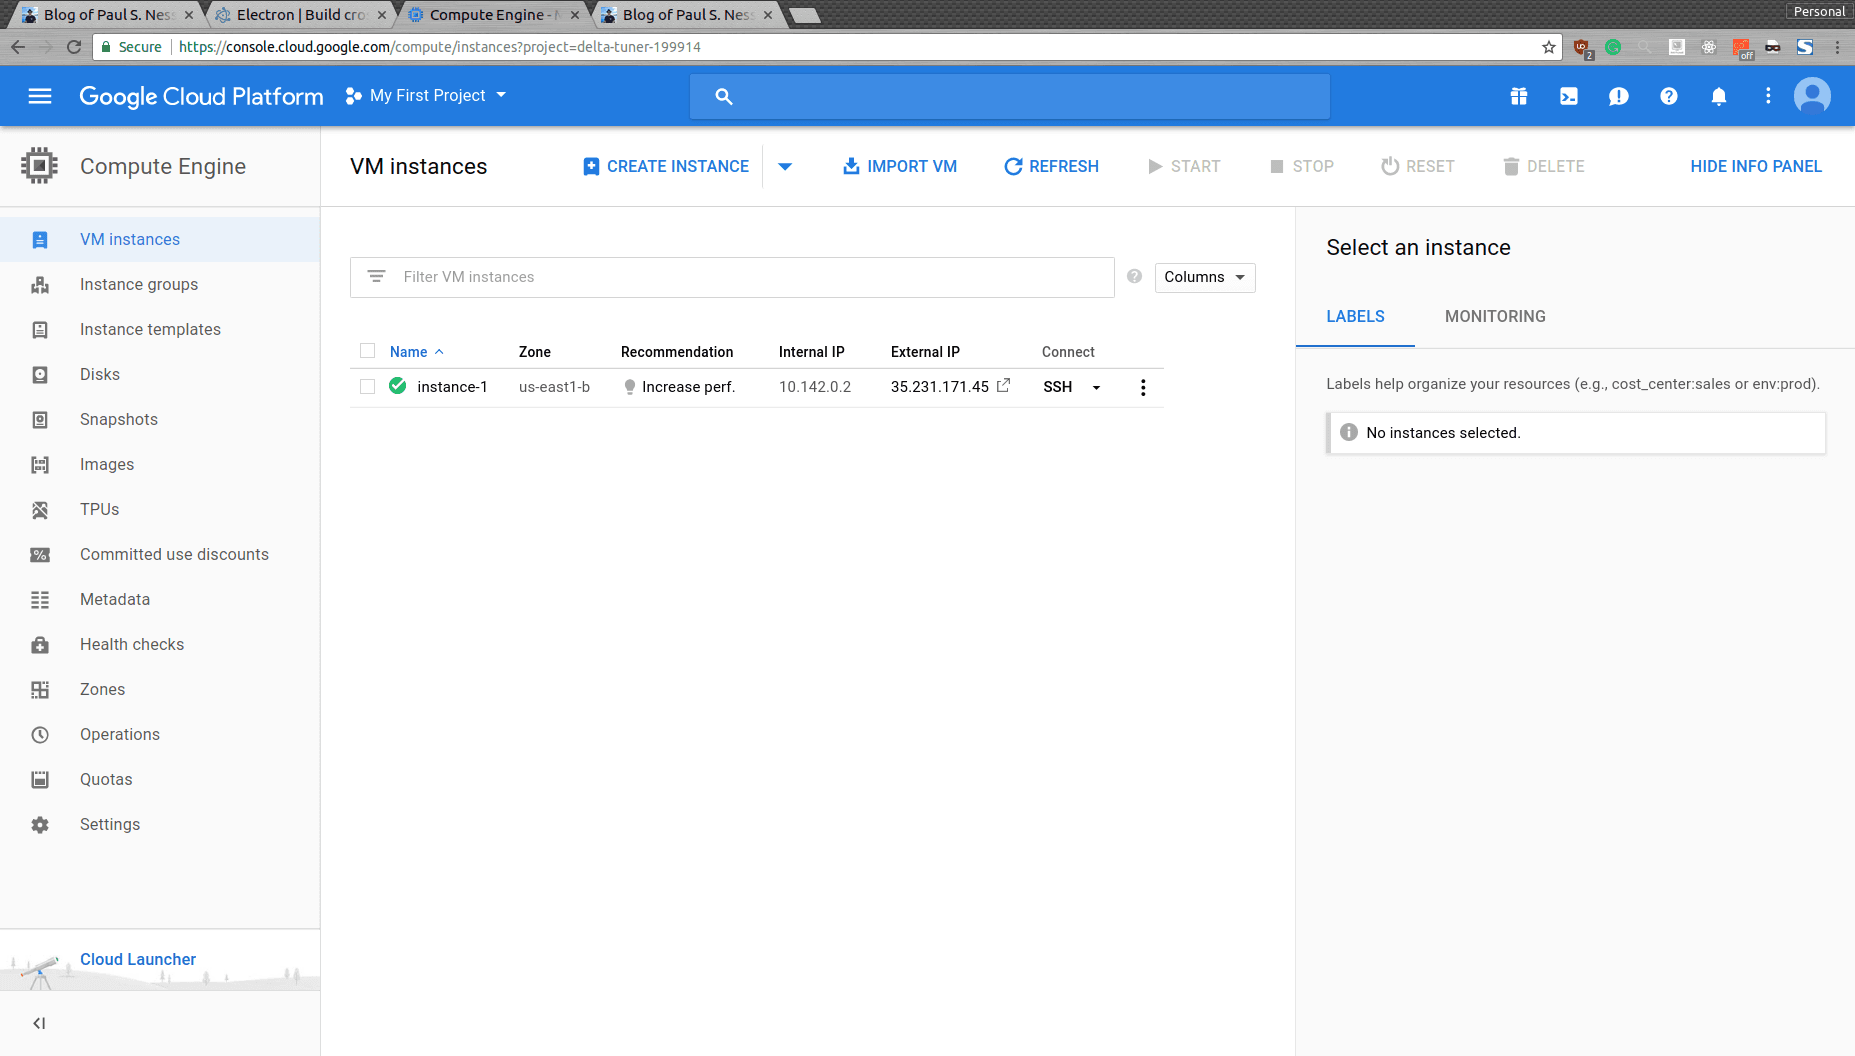 Blog of Paul S. Ness
Electron | Build cro
Compute Engine - M
Blog of Paul S. Ness
Personal
Secure
https://console.cloud.google.com/compute/instances?project=delta-tuner-199914
2
off
Google Cloud Platform
My First Project
Compute Engine
VM instances
CREATE INSTANCE
IMPORT VM
REFRESH
START
STOP
RESET
DELETE
HIDE INFO PANEL
VM instances
Instance groups
Instance templates
Disks
Snapshots
Images
TPUs
Committed use discounts
Metadata
Health checks
Zones
Operations
Quotas
Settings
Cloud Launcher
Filter VM instances
Columns
Name Zone Recommendation Internal IP External IP Connect
instance-1 us-east1-b Increase perf. 10.142.0.2 35.231.171.45 SSH
Select an instance
LABELS MONITORING
Labels help organize your resources (e.g., cost_center:sales or env:prod).
No instances selected.